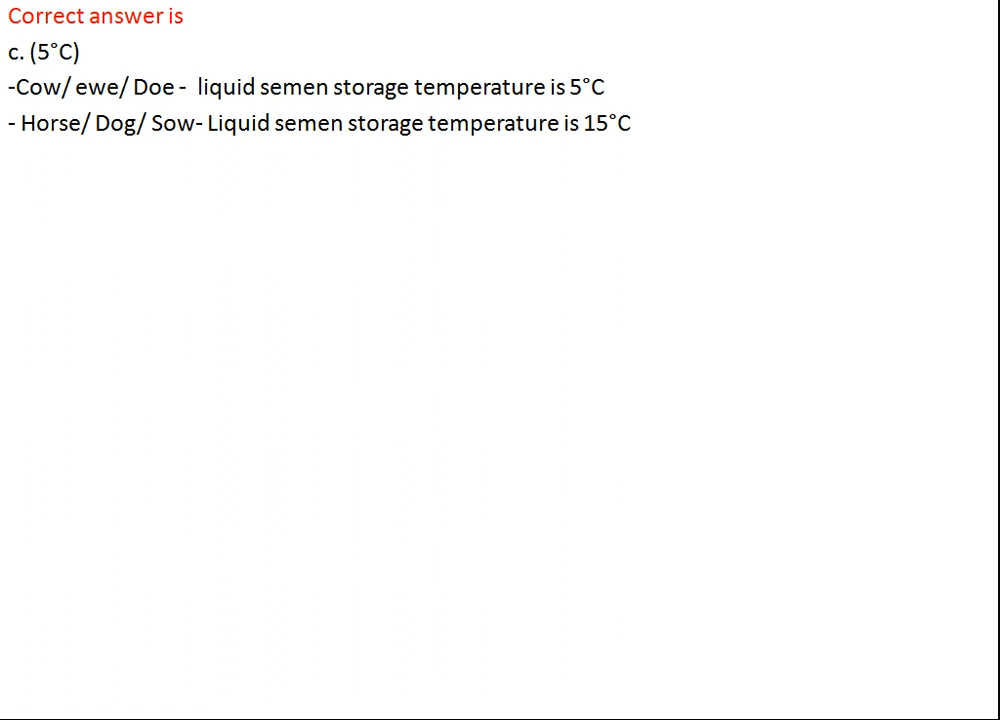 Correct answer is
c. (5°C)
-Cow/ ewe/ Doe -  liquid semen storage temperature is 5°C
- Horse/ Dog/ Sow- Liquid semen storage temperature is 15°C